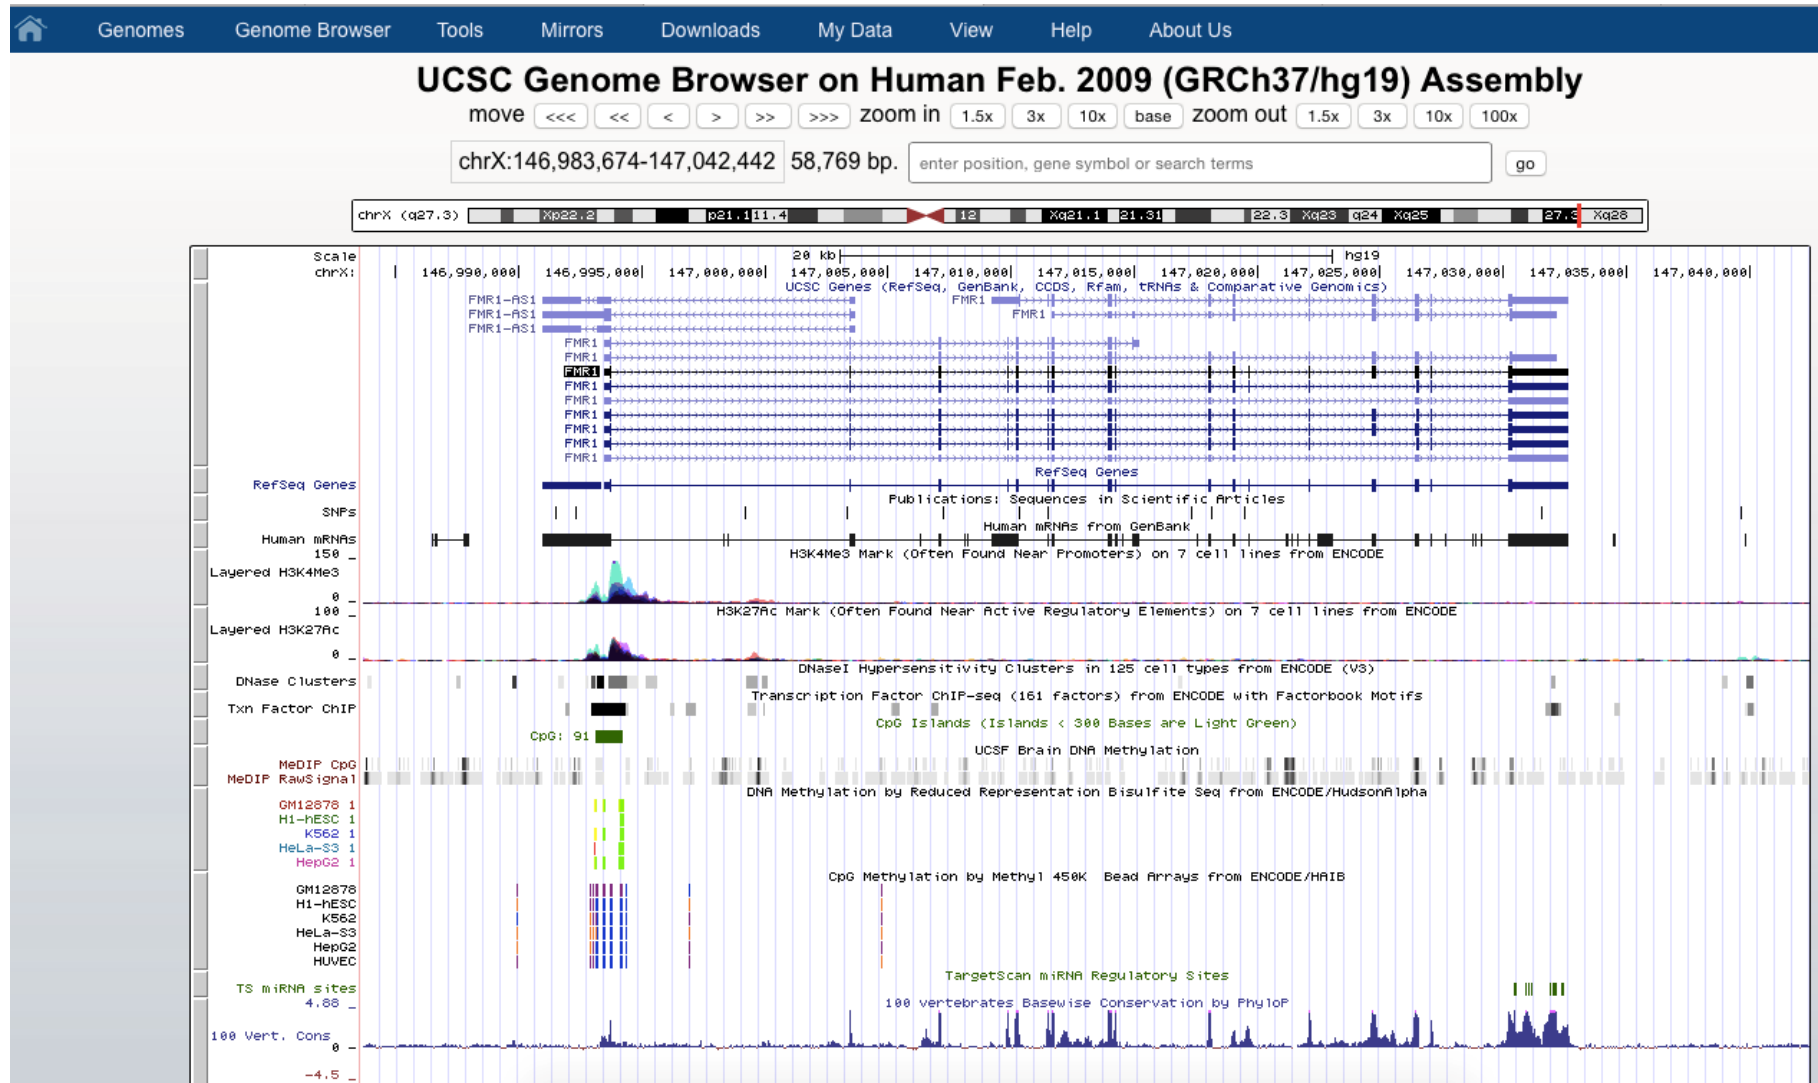 Genomes Genome Browser Tools Mirrors Downloads My Data View Help About Us
UCSC Genome Browser on Human Feb. 2009 (GRCh37/hg19) Assembly
move <<< << < > >> >>> zoom in 1.5x 3x 10x base zoom out 1.5x 3x 10x 100x
chrX:146,983,674-147,042,442 58,769 bp. enter position, gene symbol or search terms go
chrX (q27.3) Xp22.2 p21.1 11.4 12 Xq21.1 21.31 22.3 Xq23 q24 Xq25 27.3 Xq28
Scale 20 kb hg19
chrX: 146,990,000 146,995,000 147,000,000 147,005,000 147,010,000 147,015,000 147,020,000 147,025,000 147,030,000 147,035,000 147,040,000
UCSC Genes (RefSeq, GenBank, CCDS, Rfam, tRNAs & Comparative Genomics)
FMR1-AS1 FMR1
FMR1-AS1 FMR1
FMR1-AS1
FMR1
FMR1
FMR1
FMR1
FMR1
FMR1
FMR1
FMR1
FMR1
RefSeq Genes
RefSeq Genes
Publications: Sequences in Scientific Articles
SNPs
Human mRNAs from GenBank
Human mRNAs
H3K4Me3 Mark (Often Found Near Promoters) on 7 cell lines from ENCODE
150 _
Layered H3K4Me3
0 _
H3K27Ac Mark (Often Found Near Active Regulatory Elements) on 7 cell lines from ENCODE
100 _
Layered H3K27Ac
0 _
DNaseI Hypersensitivity Clusters in 125 cell types from ENCODE (V3)
DNase Clusters
Transcription Factor ChIP-seq (161 factors) from ENCODE with Factorbook Motifs
Txn Factor ChIP
CpG Islands (Islands < 300 Bases are Light Green)
CpG: 91
UCSF Brain DNA Methylation
MeDIP CpG
MeDIP RawSignal
DNA Methylation by Reduced Representation Bisulfite Seq from ENCODE/HudsonAlpha
GM12878 1
H1-hESC 1
K562 1
HeLa-S3 1
HepG2 1
CpG Methylation by Methyl 450K Bead Arrays from ENCODE/HAIB
GM12878
H1-hESC
K562
HeLa-S3
HepG2
HUVEC
TargetScan miRNA Regulatory Sites
TS miRNA sites
100 vertebrates Basewise Conservation by PhyloP
4.88 _
100 Vert. Cons
0 _
-4.5 _